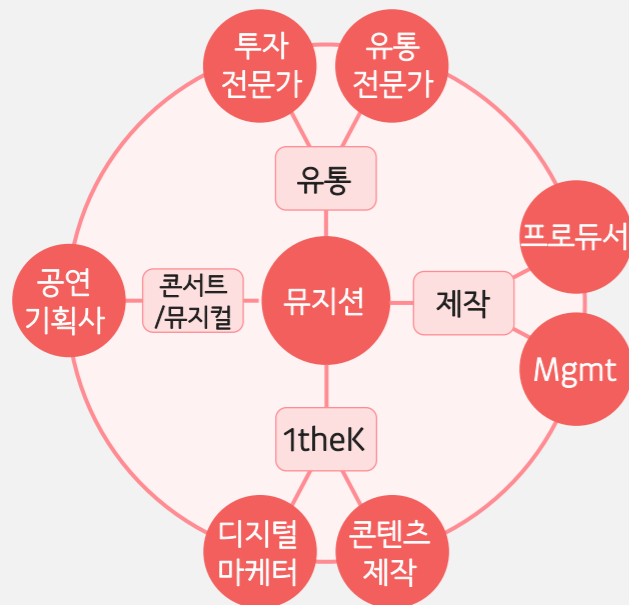 투자
전문가
유통
전문가
유통
프로듀서
공연
기획사
콘서트
/뮤지컬
뮤지션
제작
Mgmt
1theK
디지털
마케터
콘텐츠
제작